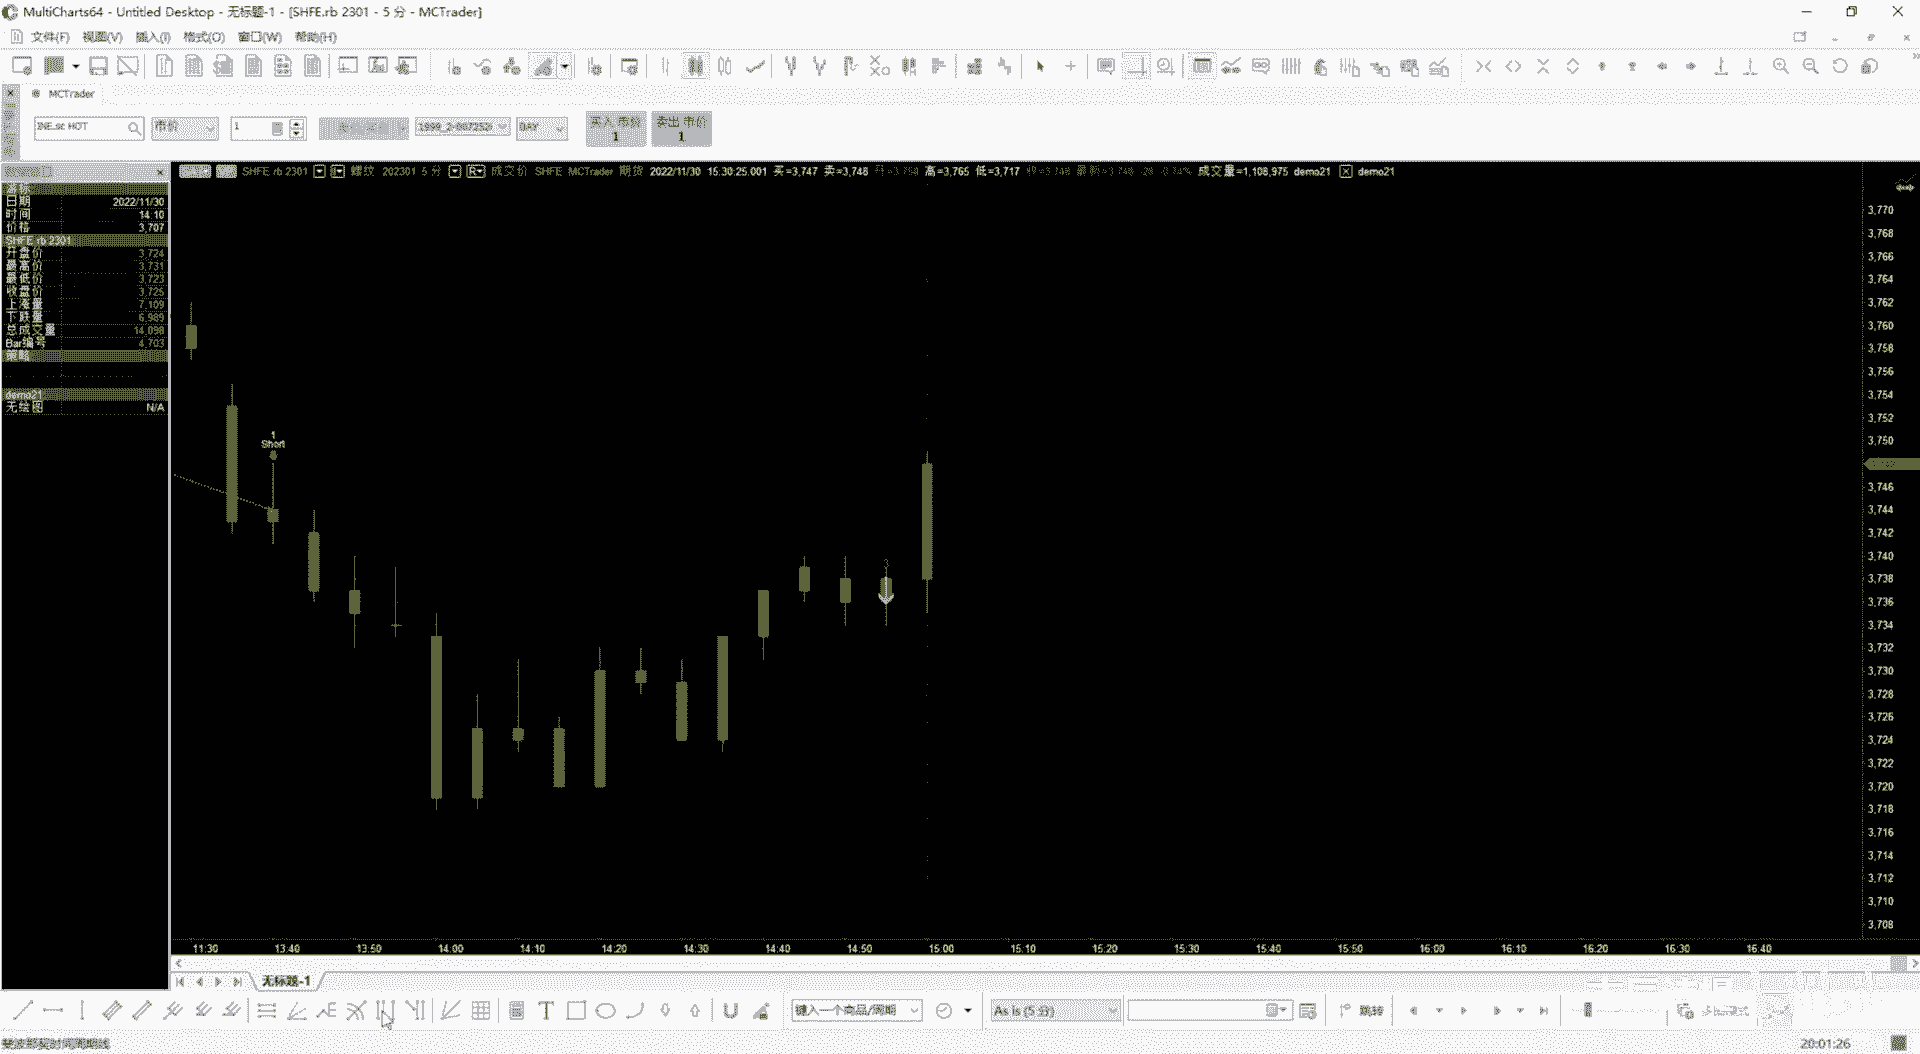 MultiCharts64 - Untitled Desktop - 无标题-1 - [SHFE.rb 2301 - 5 分 - MCTrader]
文件(F) 视图(V) 插入(I) 格式(O) 窗口(W) 帮助(H)
MCTrader
INE.sc HOT 市价 1 DAY 买入 市价 1 卖出 市价 1
SHFE rb 2301 螺纹 202301 5 分 成交价 SHFE MCTrader 期货 2022/11/30 15:30:25.001 买=3,747 卖=3,748 高=3,765 低=3,717 成交量=1,108,975 demo21 demo21
游标
日期 2022/11/30
时间 14:10
价格 3,707
SHFE rb 2301
开盘价 3,724
最高价 3,731
最低价 3,723
收盘价 3,725
上涨量 7,109
下跌量 6,989
总成交量 14,098
Bar编号 4,703
策略
demo21
无绘图 N/A
1
Short
3
3,770
3,768
3,766
3,764
3,762
3,760
3,758
3,756
3,754
3,752
3,750
3,746
3,744
3,742
3,740
3,738
3,736
3,734
3,732
3,730
3,728
3,726
3,724
3,722
3,720
3,718
3,716
3,714
3,712
3,710
3,708
11:30 13:40 13:50 14:00 14:10 14:20 14:30 14:40 14:50 15:00 15:10 15:20 15:30 15:40 15:50 16:00 16:10 16:20 16:30 16:40
无标题-1
键入一个商品/周期 As is (5 分) 跳转
斐波那契时间周期线 20:01:26